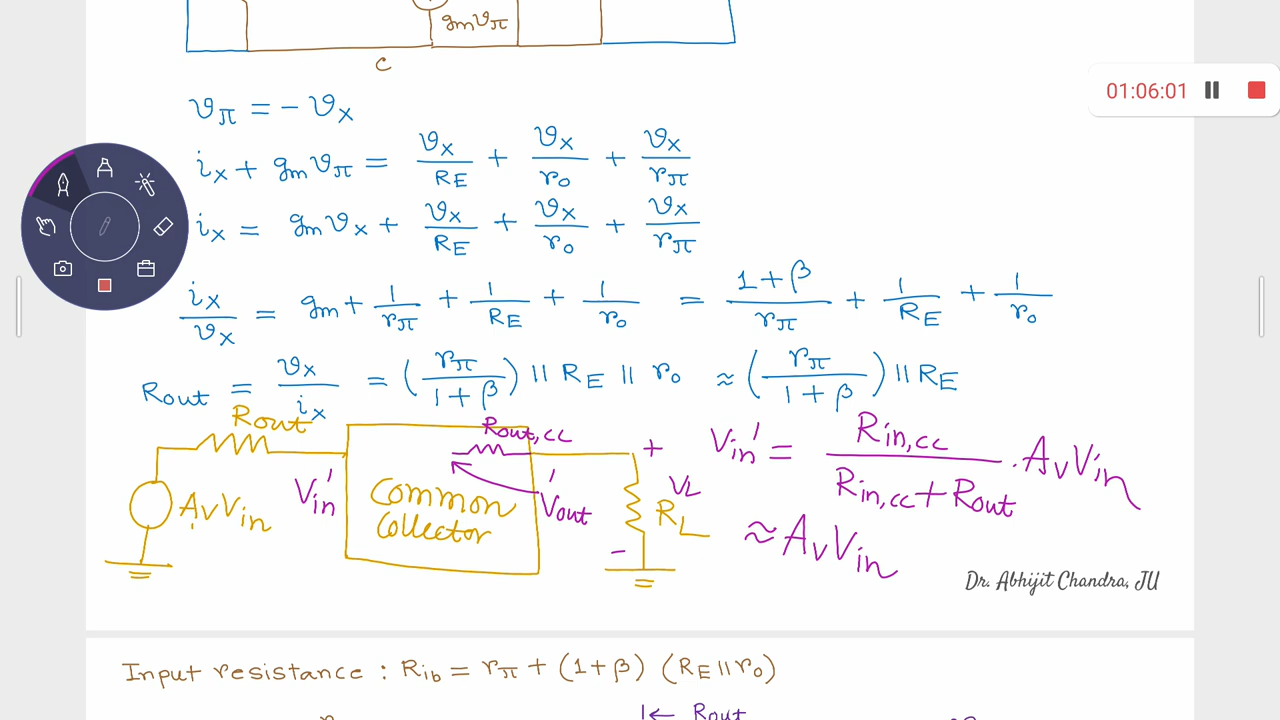 gmvπ
c
01:06:01
vπ = − vx
ix + gmvπ = vx/RE + vx/ro + vx/rπ
ix = gmvx + vx/RE + vx/ro + vx/rπ
ix/vx = gm + 1/rπ + 1/RE + 1/ro = (1+β)/rπ + 1/RE + 1/ro
Rout = vx/ix = (rπ/(1+β)) || RE || ro ≈ (rπ/(1+β)) || RE
Rout
AvVin
Vin'
Common
Collector
Rout,cc
V'out
+
VL
RL
−
Vin' = Rin,cc/(Rin,cc + Rout) . AvVin
≈ AvVin
Dr. Abhijit Chandra, JU
Input resistance : Rib = rπ + (1+β) (RE || ro)
|← Rout